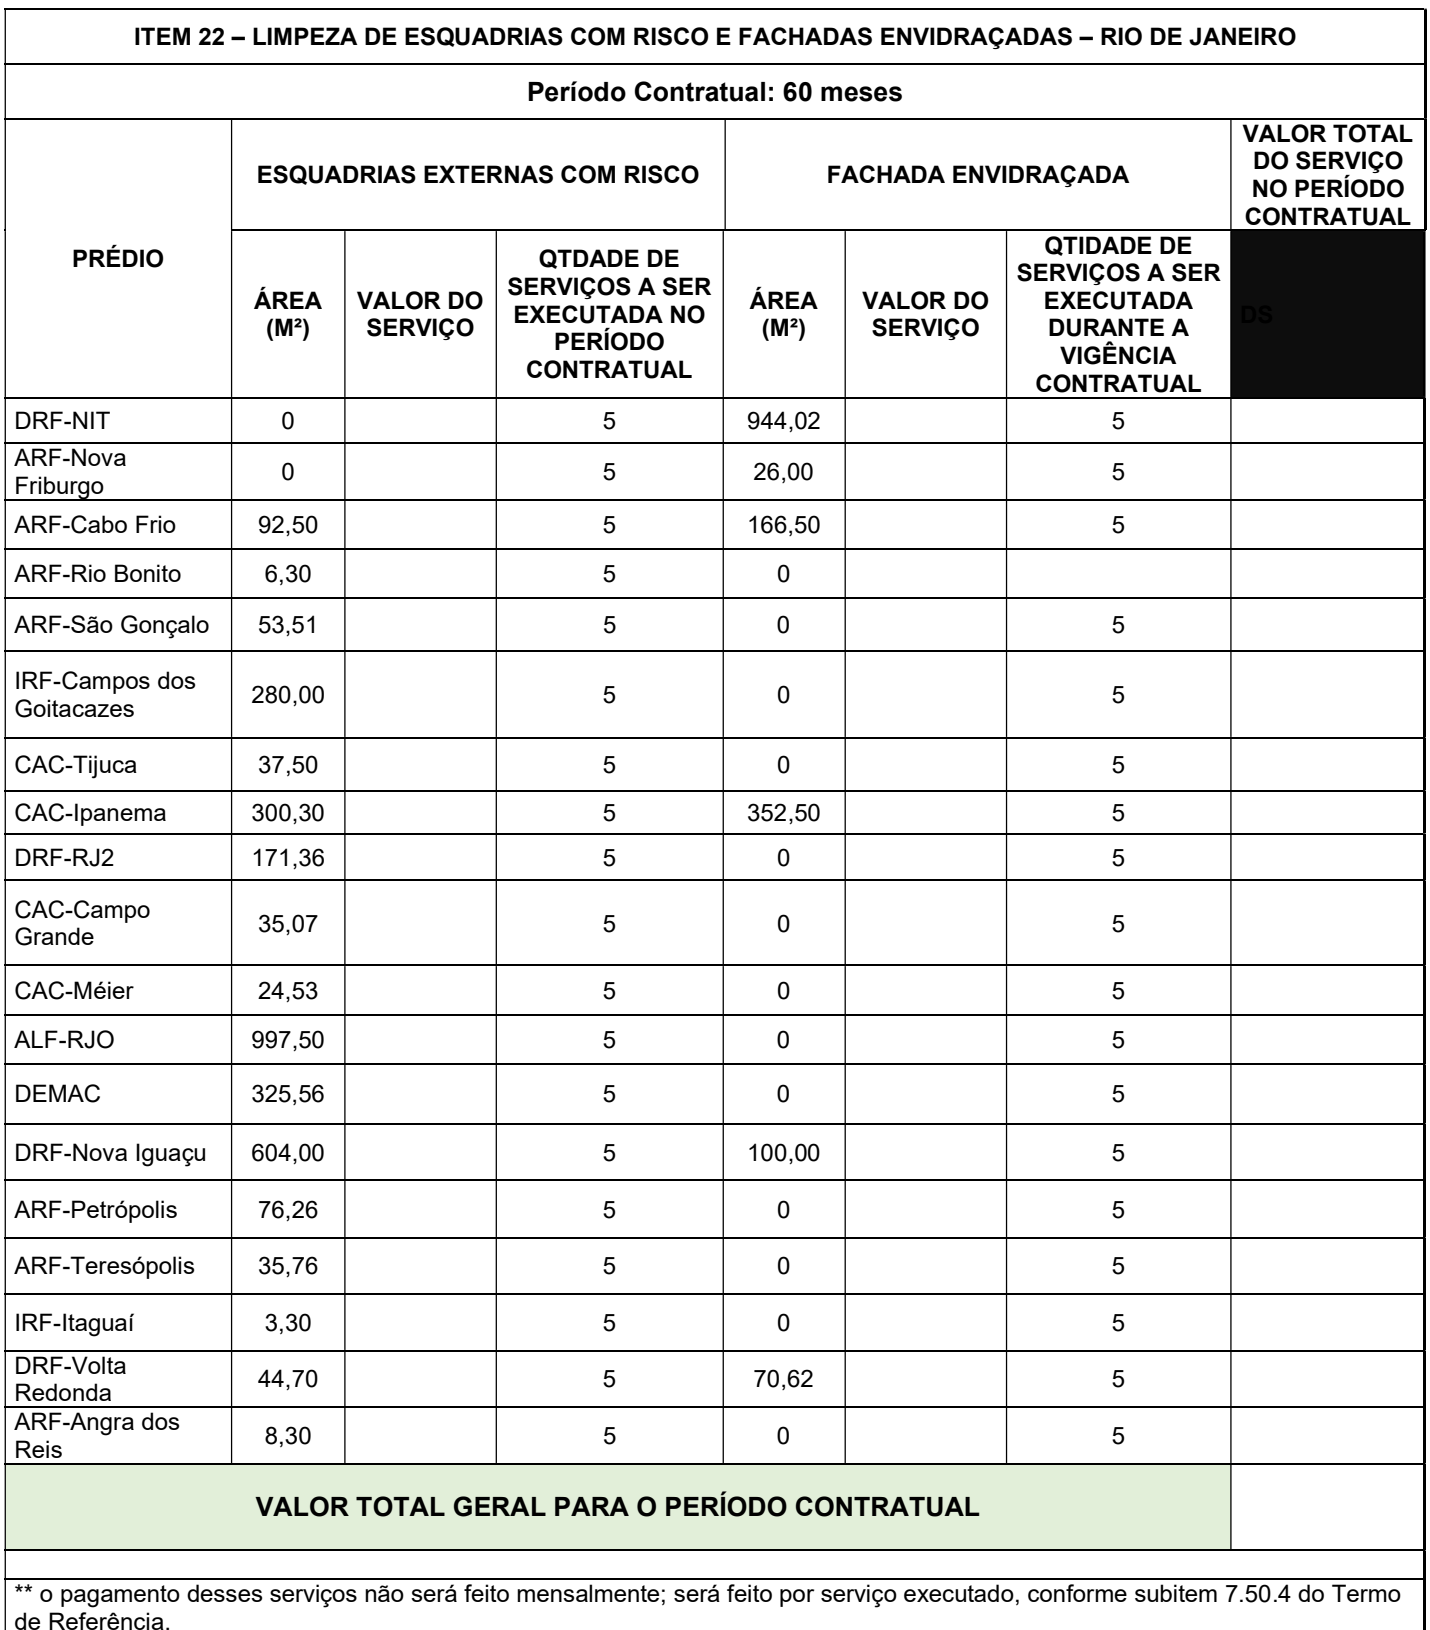 ITEM 22 – LIMPEZA DE ESQUADRIAS COM RISCO E FACHADAS ENVIDRAÇADAS – RIO DE JANEIRO
Período Contratual: 60 meses
PRÉDIO
ESQUADRIAS EXTERNAS COM RISCO
FACHADA ENVIDRAÇADA
VALOR TOTAL
DO SERVIÇO
NO PERÍODO
CONTRATUAL
ÁREA
(M²)
VALOR DO
SERVIÇO
QTDADE DE
SERVIÇOS A SER
EXECUTADA NO
PERÍODO
CONTRATUAL
ÁREA
(M²)
VALOR DO
SERVIÇO
QTIDADE DE
SERVIÇOS A SER
EXECUTADA
DURANTE A
VIGÊNCIA
CONTRATUAL
DS
DRF-NIT 0 5 944,02 5
ARF-Nova
Friburgo 0 5 26,00 5
ARF-Cabo Frio 92,50 5 166,50 5
ARF-Rio Bonito 6,30 5 0
ARF-São Gonçalo 53,51 5 0 5
IRF-Campos dos
Goitacazes 280,00 5 0 5
CAC-Tijuca 37,50 5 0 5
CAC-Ipanema 300,30 5 352,50 5
DRF-RJ2 171,36 5 0 5
CAC-Campo
Grande 35,07 5 0 5
CAC-Méier 24,53 5 0 5
ALF-RJO 997,50 5 0 5
DEMAC 325,56 5 0 5
DRF-Nova Iguaçu 604,00 5 100,00 5
ARF-Petrópolis 76,26 5 0 5
ARF-Teresópolis 35,76 5 0 5
IRF-Itaguaí 3,30 5 0 5
DRF-Volta
Redonda 44,70 5 70,62 5
ARF-Angra dos
Reis 8,30 5 0 5
VALOR TOTAL GERAL PARA O PERÍODO CONTRATUAL
** o pagamento desses serviços não será feito mensalmente; será feito por serviço executado, conforme subitem 7.50.4 do Termo
de Referência.